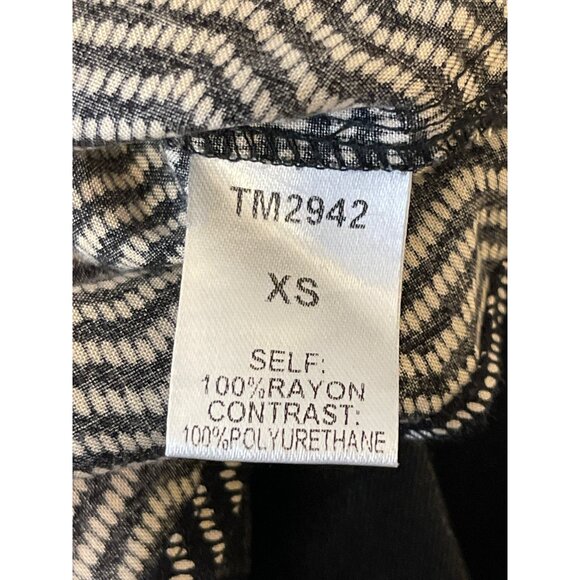 TM2942
XS
SELF:
100%RAYON
CONTRAST:
100%POLYURETHANE